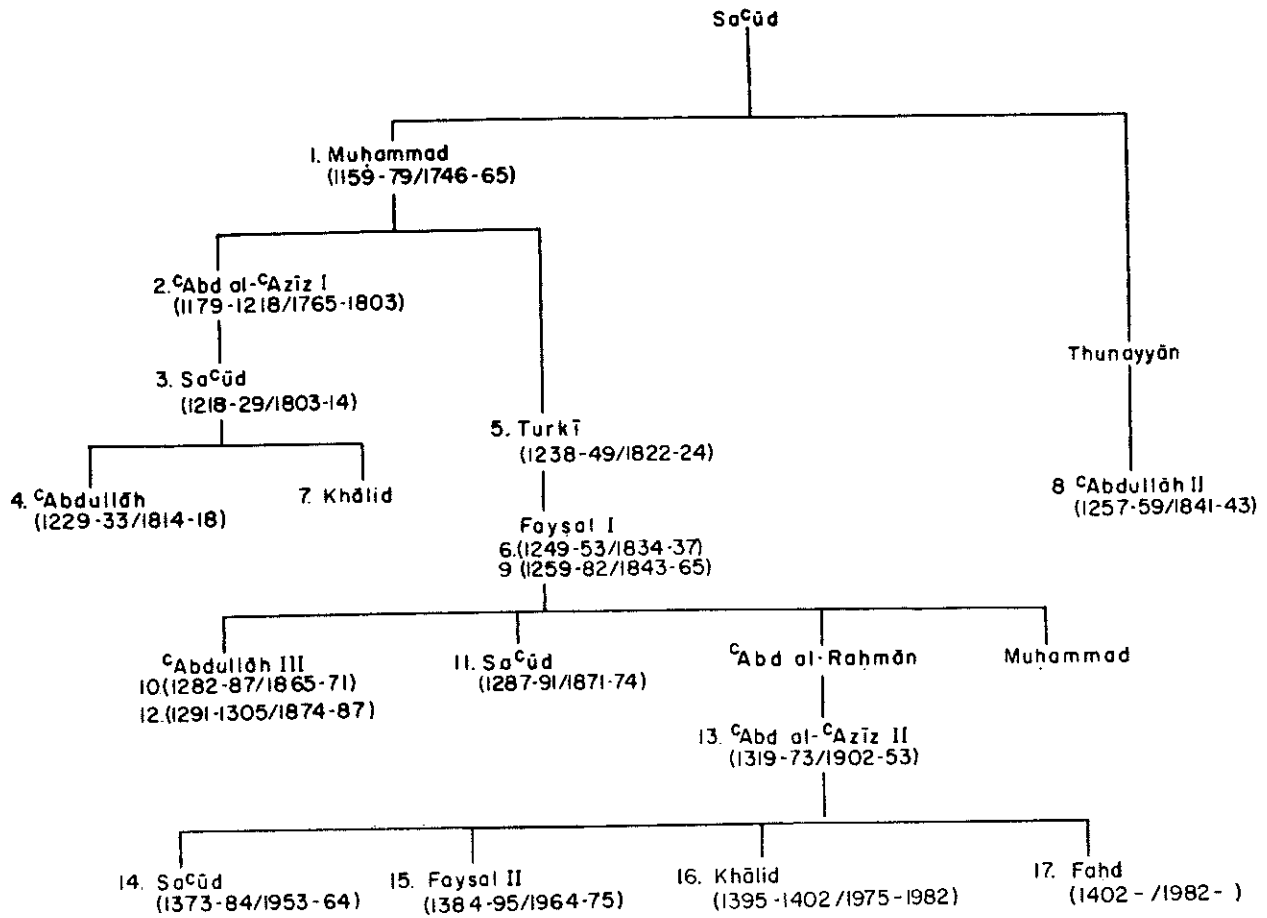 Saᶜūd
1. Muḥammad
(1159-79/1746-65)
2. ᶜAbd al-ᶜAzīz I
(1179-1218/1765-1803)
3. Saᶜūd
(1218-29/1803-14)
Thunayyān
5. Turkī
(1238-49/1822-24)
4. ᶜAbdullāh
(1229-33/1814-18)
7. Khālid
8 ᶜAbdullāh II
(1257-59/1841-43)
Fayṣal I
6.(1249-53/1834-37)
9 (1259-82/1843-65)
ᶜAbdullāh III
10.(1282-87/1865-71)
12.(1291-1305/1874-87)
11. Saᶜūd
(1287-91/1871-74)
ᶜAbd al-Raḥmān
Muḥammad
13. ᶜAbd al-ᶜAzīz II
(1319-73/1902-53)
14. Saᶜūd
(1373-84/1953-64)
15. Faysal II
(1384-95/1964-75)
16. Khālid
(1395-1402/1975-1982)
17. Fahd
(1402- /1982- )